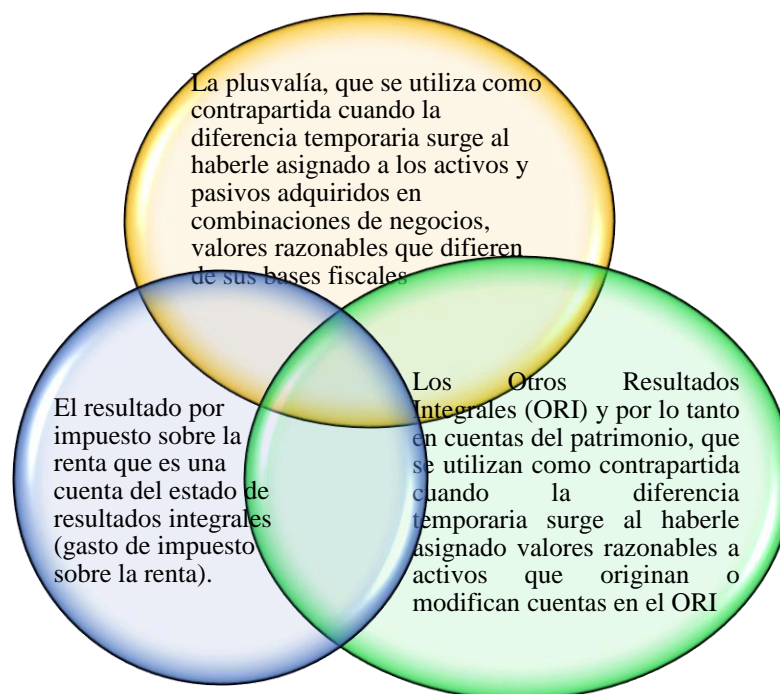 La plusvalía, que se utiliza como
contrapartida cuando la
diferencia temporaria surge al
haberle asignado a los activos y
pasivos adquiridos en
combinaciones de negocios,
valores razonables que difieren
de sus bases fiscales
El resultado por
impuesto sobre la
renta que es una
cuenta del estado de
resultados integrales
(gasto de impuesto
sobre la renta).
Los Otros Resultados
Integrales (ORI) y por lo tanto
en cuentas del patrimonio, que
se utilizan como contrapartida
cuando la diferencia
temporaria surge al haberle
asignado valores razonables a
activos que originan o
modifican cuentas en el ORI